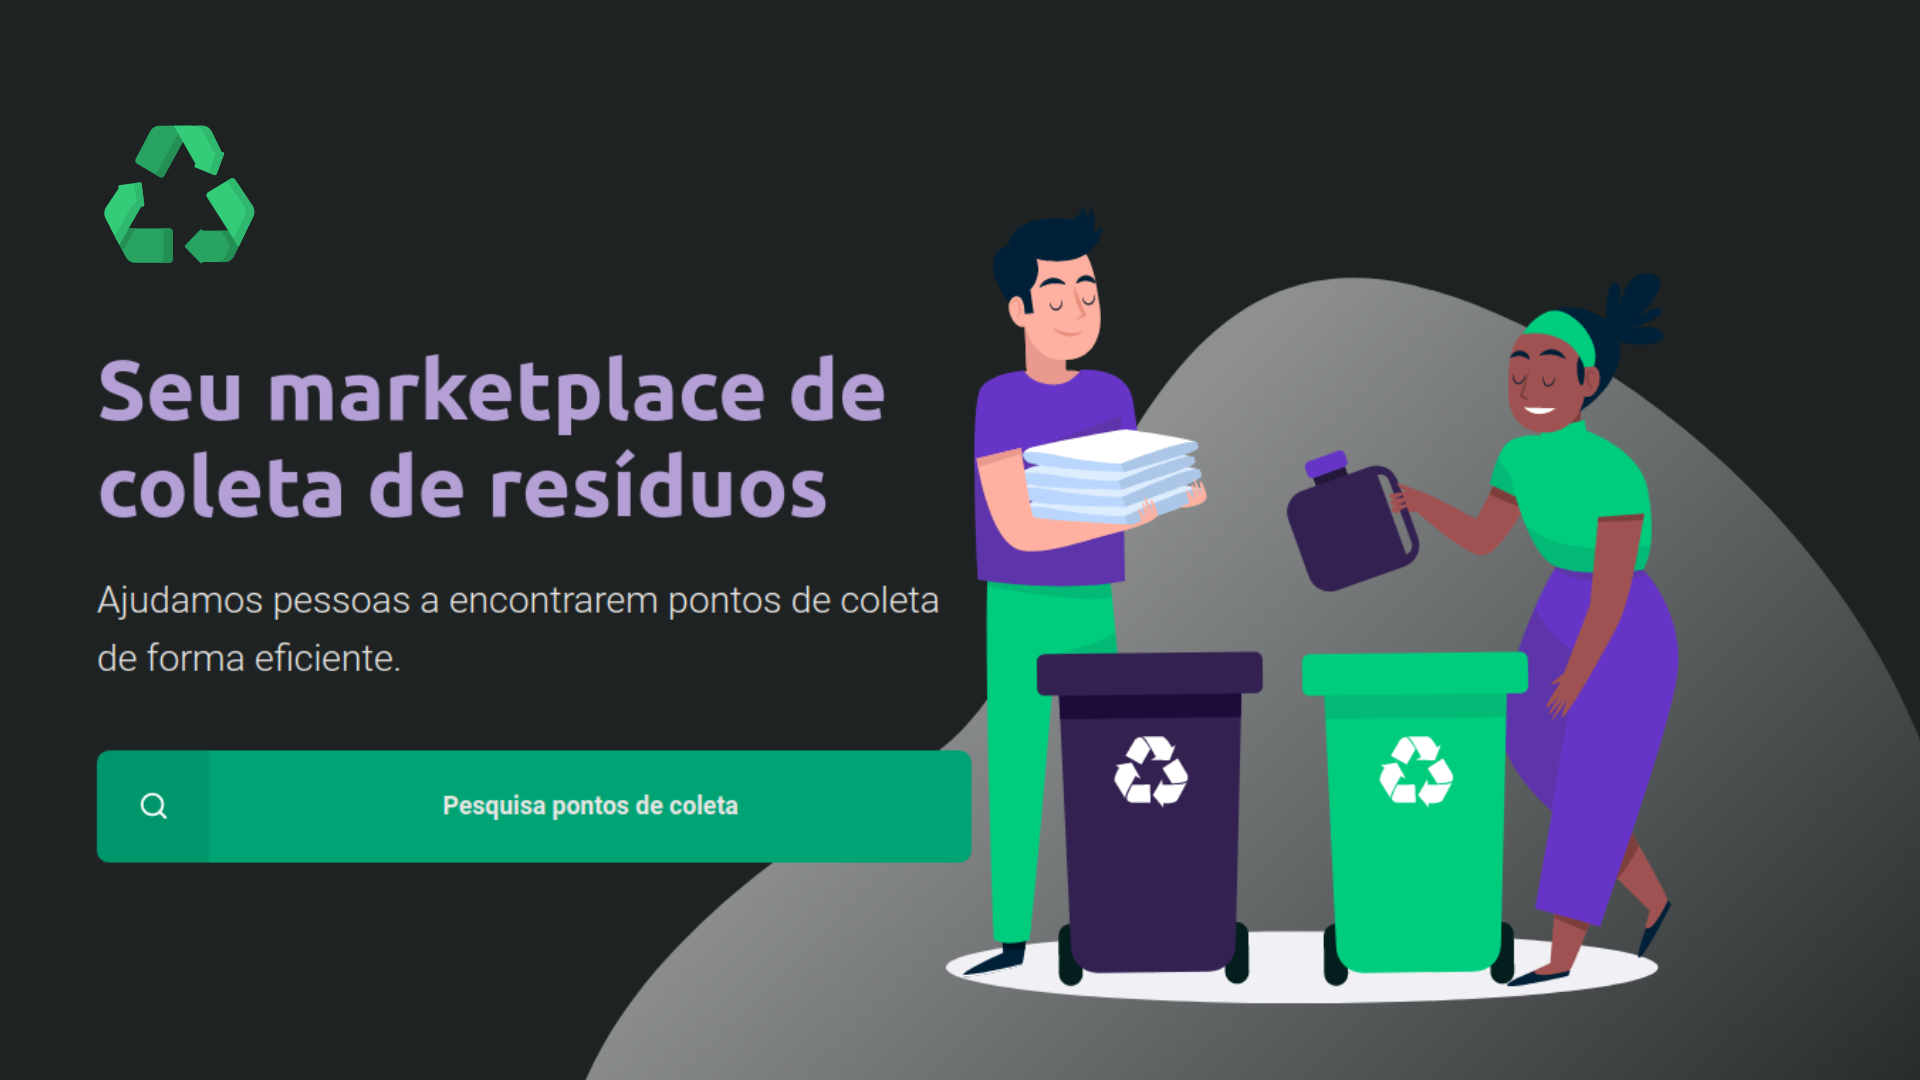 Seu marketplace de
coleta de resíduos
Ajudamos pessoas a encontrarem pontos de coleta
de forma eficiente.
Pesquisa pontos de coleta